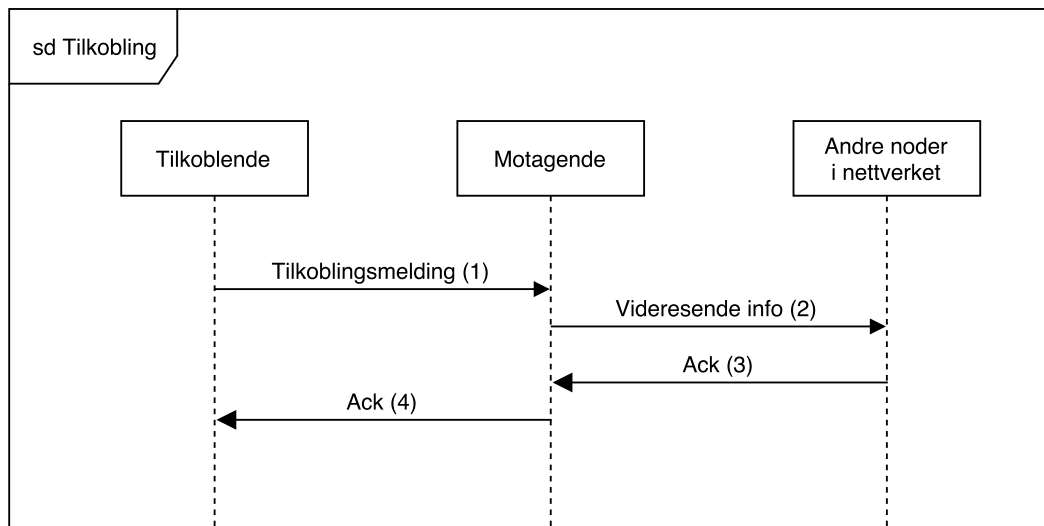 sd Tilkobling
Tilkoblende
Motagende
Andre noder
i nettverket
Tilkoblingsmelding (1)
Videresende info (2)
Ack (3)
Ack (4)